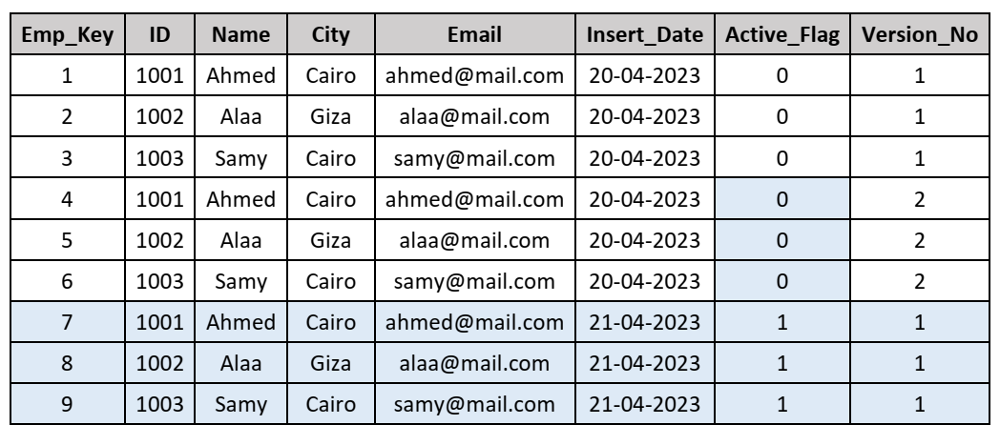 Emp_Key ID Name City Email Insert_Date Active_Flag Version_No
1 1001 Ahmed Cairo ahmed@mail.com 20-04-2023 0 1
2 1002 Alaa Giza alaa@mail.com 20-04-2023 0 1
3 1003 Samy Cairo samy@mail.com 20-04-2023 0 1
4 1001 Ahmed Cairo ahmed@mail.com 20-04-2023 0 2
5 1002 Alaa Giza alaa@mail.com 20-04-2023 0 2
6 1003 Samy Cairo samy@mail.com 20-04-2023 0 2
7 1001 Ahmed Cairo ahmed@mail.com 21-04-2023 1 1
8 1002 Alaa Giza alaa@mail.com 21-04-2023 1 1
9 1003 Samy Cairo samy@mail.com 21-04-2023 1 1